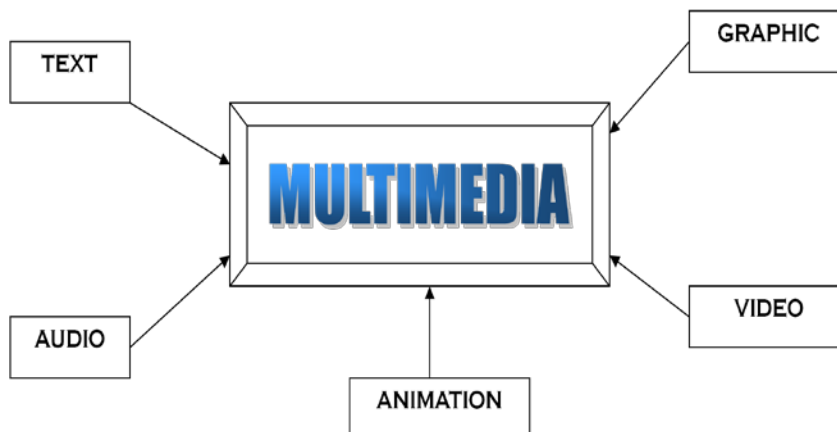 GRAPHIC
TEXT
MULTIMEDIA
AUDIO
VIDEO
ANIMATION